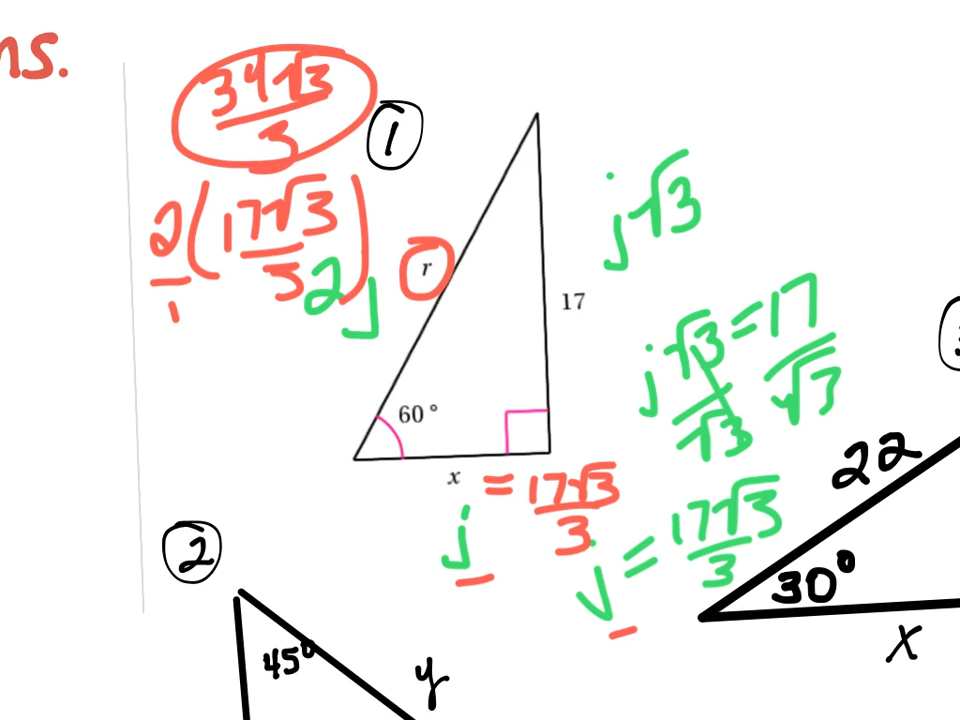 ns.
34√3/3
①
2/1(17√3/3)
2j
r
j√3
17
j√3/√3 = 17/√3
60°
x
j = 17√3/3
j = 17√3/3
22
30°
x
②
45°
y